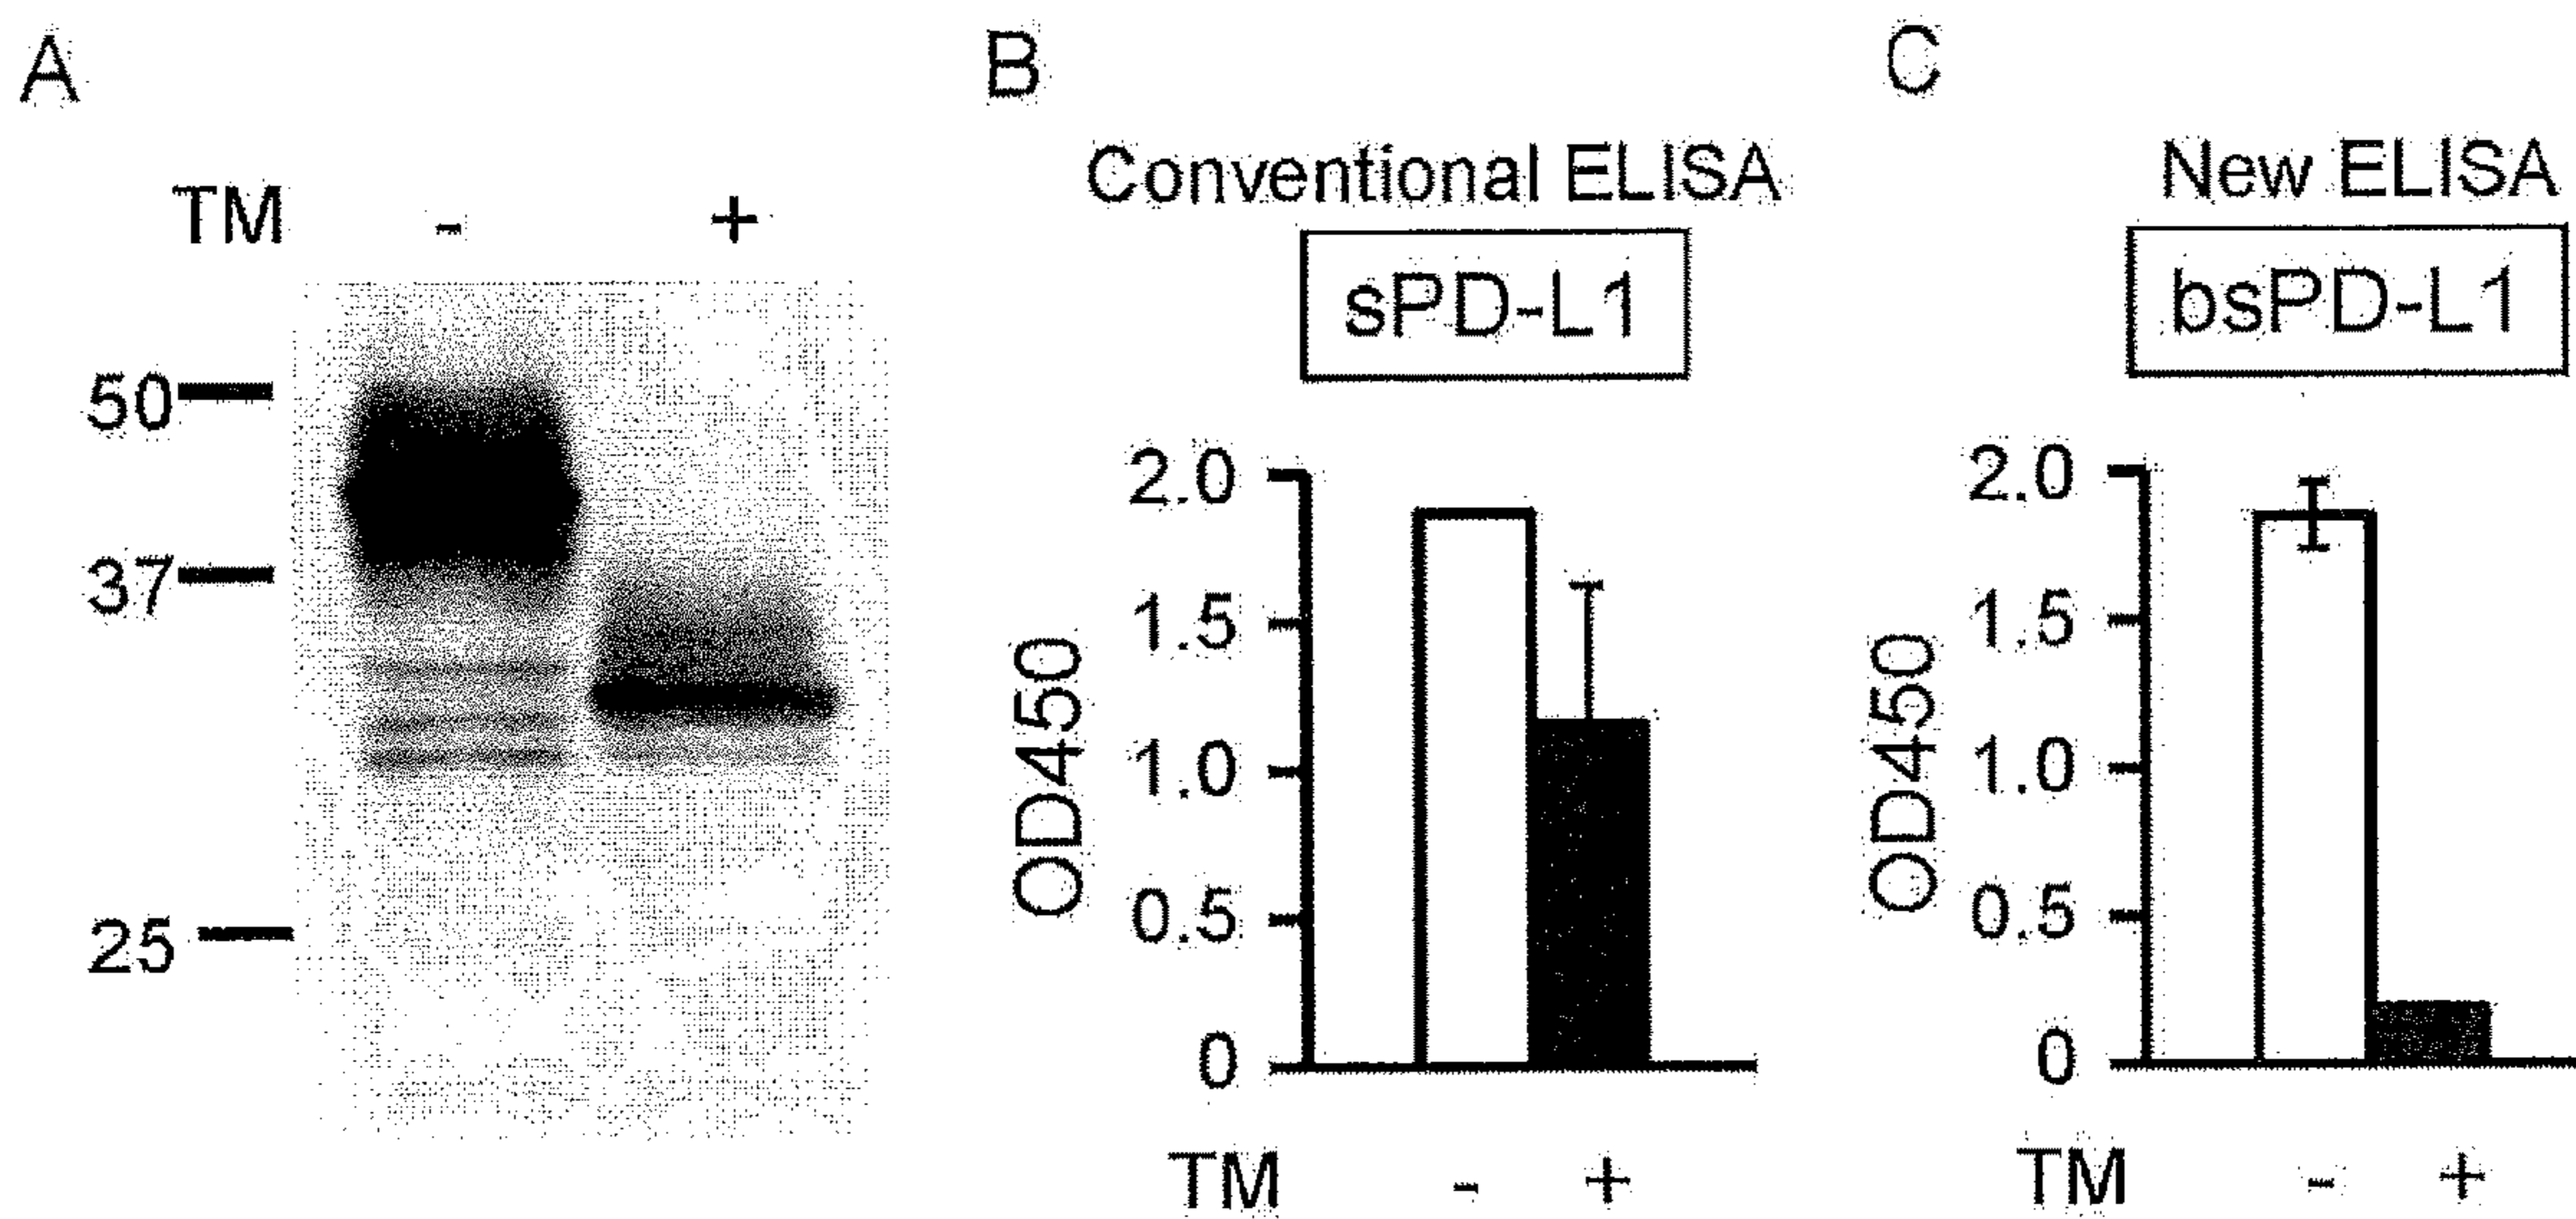 A
TM - +
50
37
25
B
Conventional ELISA
sPD-L1
2.0
1.5
1.0
0.5
0
OD450
TM - +
C
New ELISA
bsPD-L1
2.0
1.5
1.0
0.5
0
OD450
TM - +